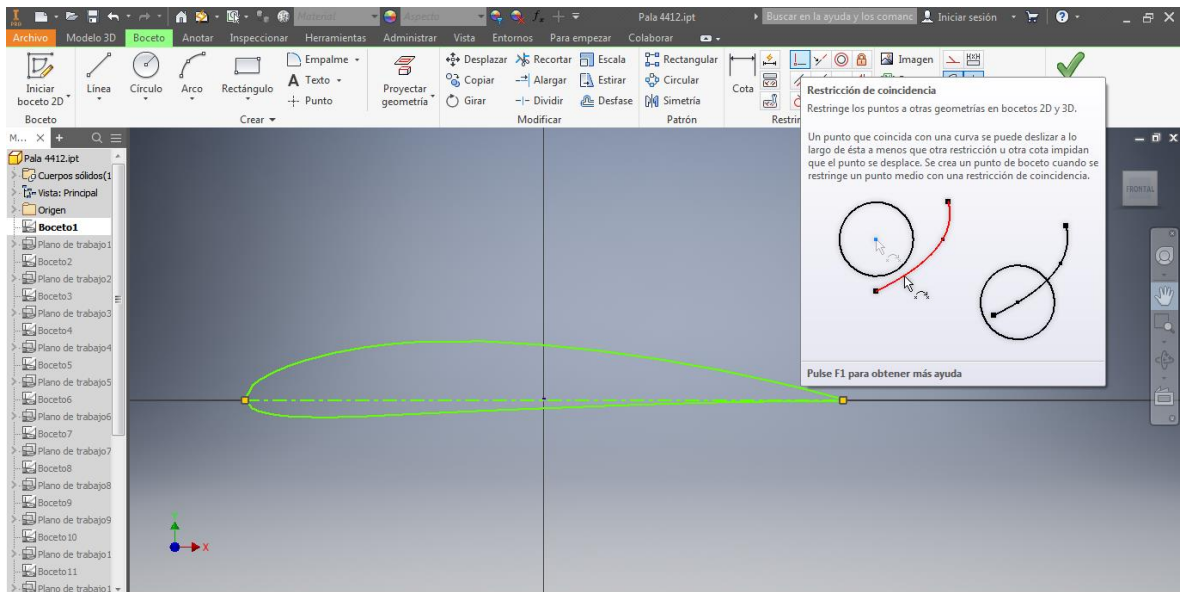 I PRO Material Aspecto Pala 4412.ipt Buscar en la ayuda y los comanc Iniciar sesión
Archivo Modelo 3D Boceto Anotar Inspeccionar Herramientas Administrar Vista Entornos Para empezar Colaborar
Iniciar boceto 2D Línea Círculo Arco Rectángulo
Empalme
A Texto
Punto
Proyectar geometría
Desplazar Recortar Escala
Copiar Alargar Estirar
Girar Dividir Desfase
Rectangular
Circular
Simetría
Cota
Imagen
Boceto Crear Modificar Patrón Restrir
M...
Pala 4412.ipt
Cuerpos sólidos(1
Vista: Principal
Origen
Boceto1
Plano de trabajo1
Boceto2
Plano de trabajo2
Boceto3
Plano de trabajo3
Boceto4
Plano de trabajo4
Boceto5
Plano de trabajo5
Boceto6
Plano de trabajo6
Boceto7
Plano de trabajo7
Boceto8
Plano de trabajo8
Boceto9
Plano de trabajo9
Boceto10
Plano de trabajo1
Boceto11
Plano de trabajo1
Restricción de coincidencia
Restringe los puntos a otras geometrías en bocetos 2D y 3D.
Un punto que coincida con una curva se puede deslizar a lo
largo de ésta a menos que otra restricción u otra cota impidan
que el punto se desplace. Se crea un punto de boceto cuando se
restringe un punto medio con una restricción de coincidencia.
Pulse F1 para obtener más ayuda
FRONTAL
X